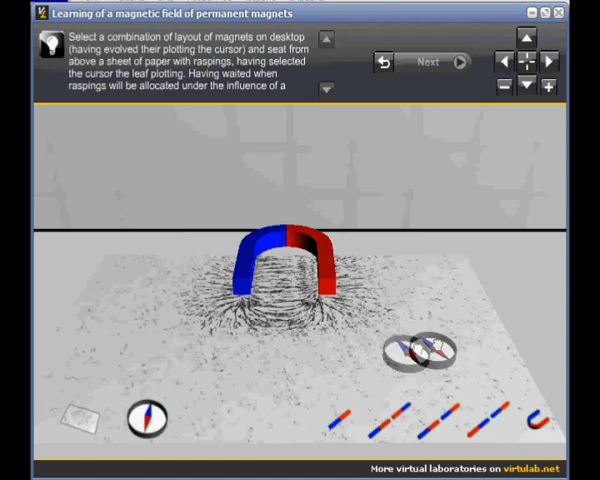 Learning of a magnetic field of permanent magnets
Select a combination of layout of magnets on desktop
(having evolved their plotting the cursor) and seat from
above a sheet of paper with raspings, having selected
the cursor the leaf plotting. Having waited when
raspings will be allocated under the influence of a
Next
More virtual laboratories on virtulab.net